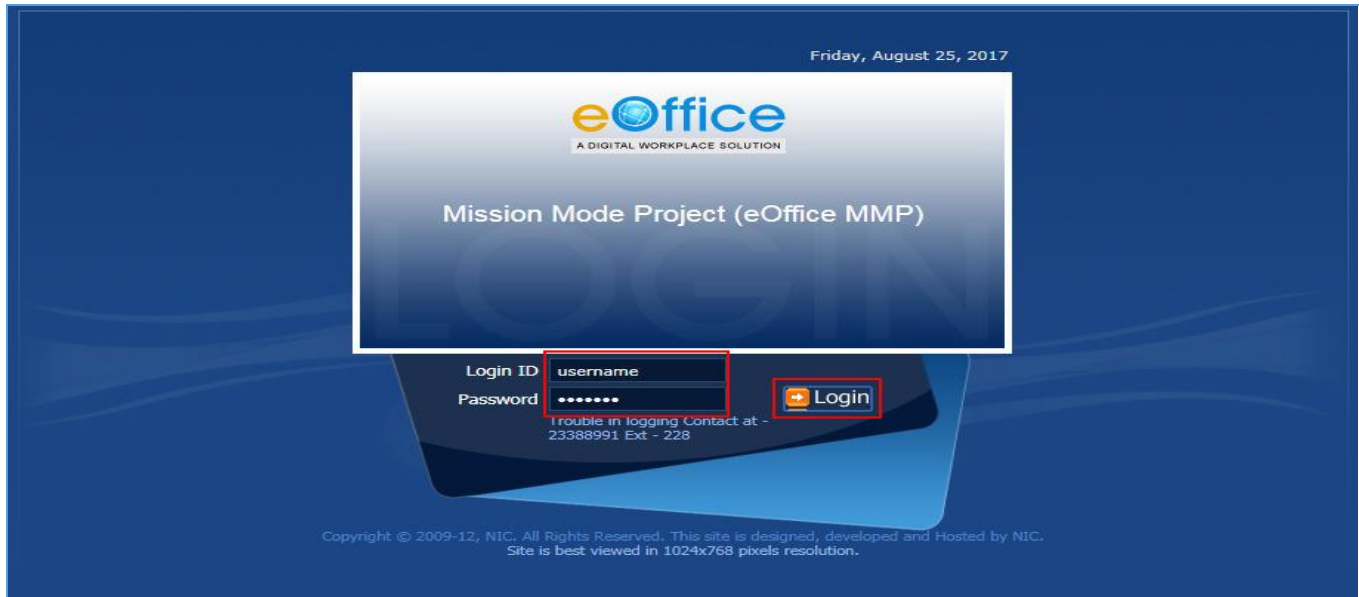 Friday, August 25, 2017
eOffice
A DIGITAL WORKPLACE SOLUTION
Mission Mode Project (eOffice MMP)
LOGIN
Login ID username
Password •••••••
Login
Trouble in logging Contact at -
23388991 Ext - 228
Copyright © 2009-12, NIC. All Rights Reserved. This site is designed, developed and Hosted by NIC.
Site is best viewed in 1024x768 pixels resolution.